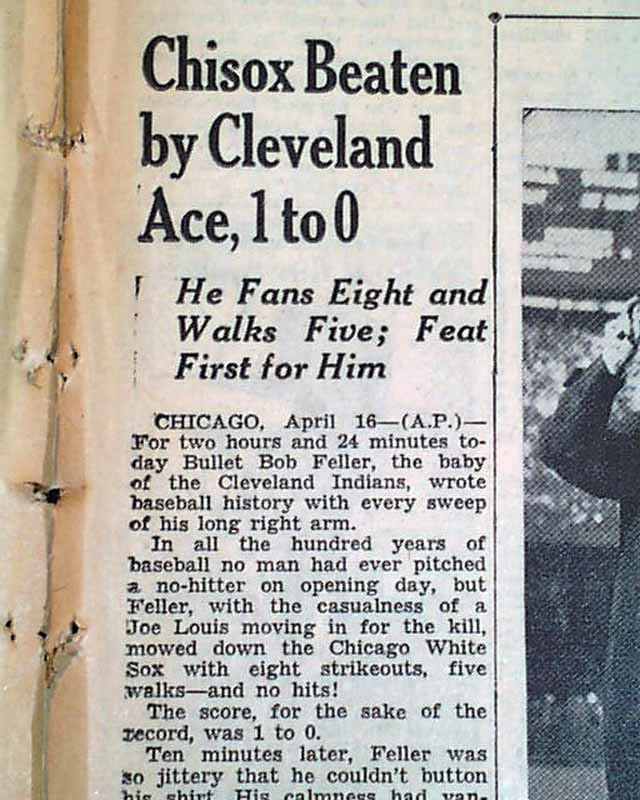 Chisox Beaten
by Cleveland
Ace, 1 to 0
He Fans Eight and
Walks Five; Feat
First for Him
CHICAGO, April 16—(A.P.)—
For two hours and 24 minutes to-
day Bullet Bob Feller, the baby
of the Cleveland Indians, wrote
baseball history with every sweep
of his long right arm.
In all the hundred years of
baseball no man had ever pitched
a no-hitter on opening day, but
Feller, with the casualness of a
Joe Louis moving in for the kill,
mowed down the Chicago White
Sox with eight strikeouts, five
walks—and no hits!
The score, for the sake of the
record, was 1 to 0.
Ten minutes later, Feller was
so jittery that he couldn't button
his shirt. His calmness had van-